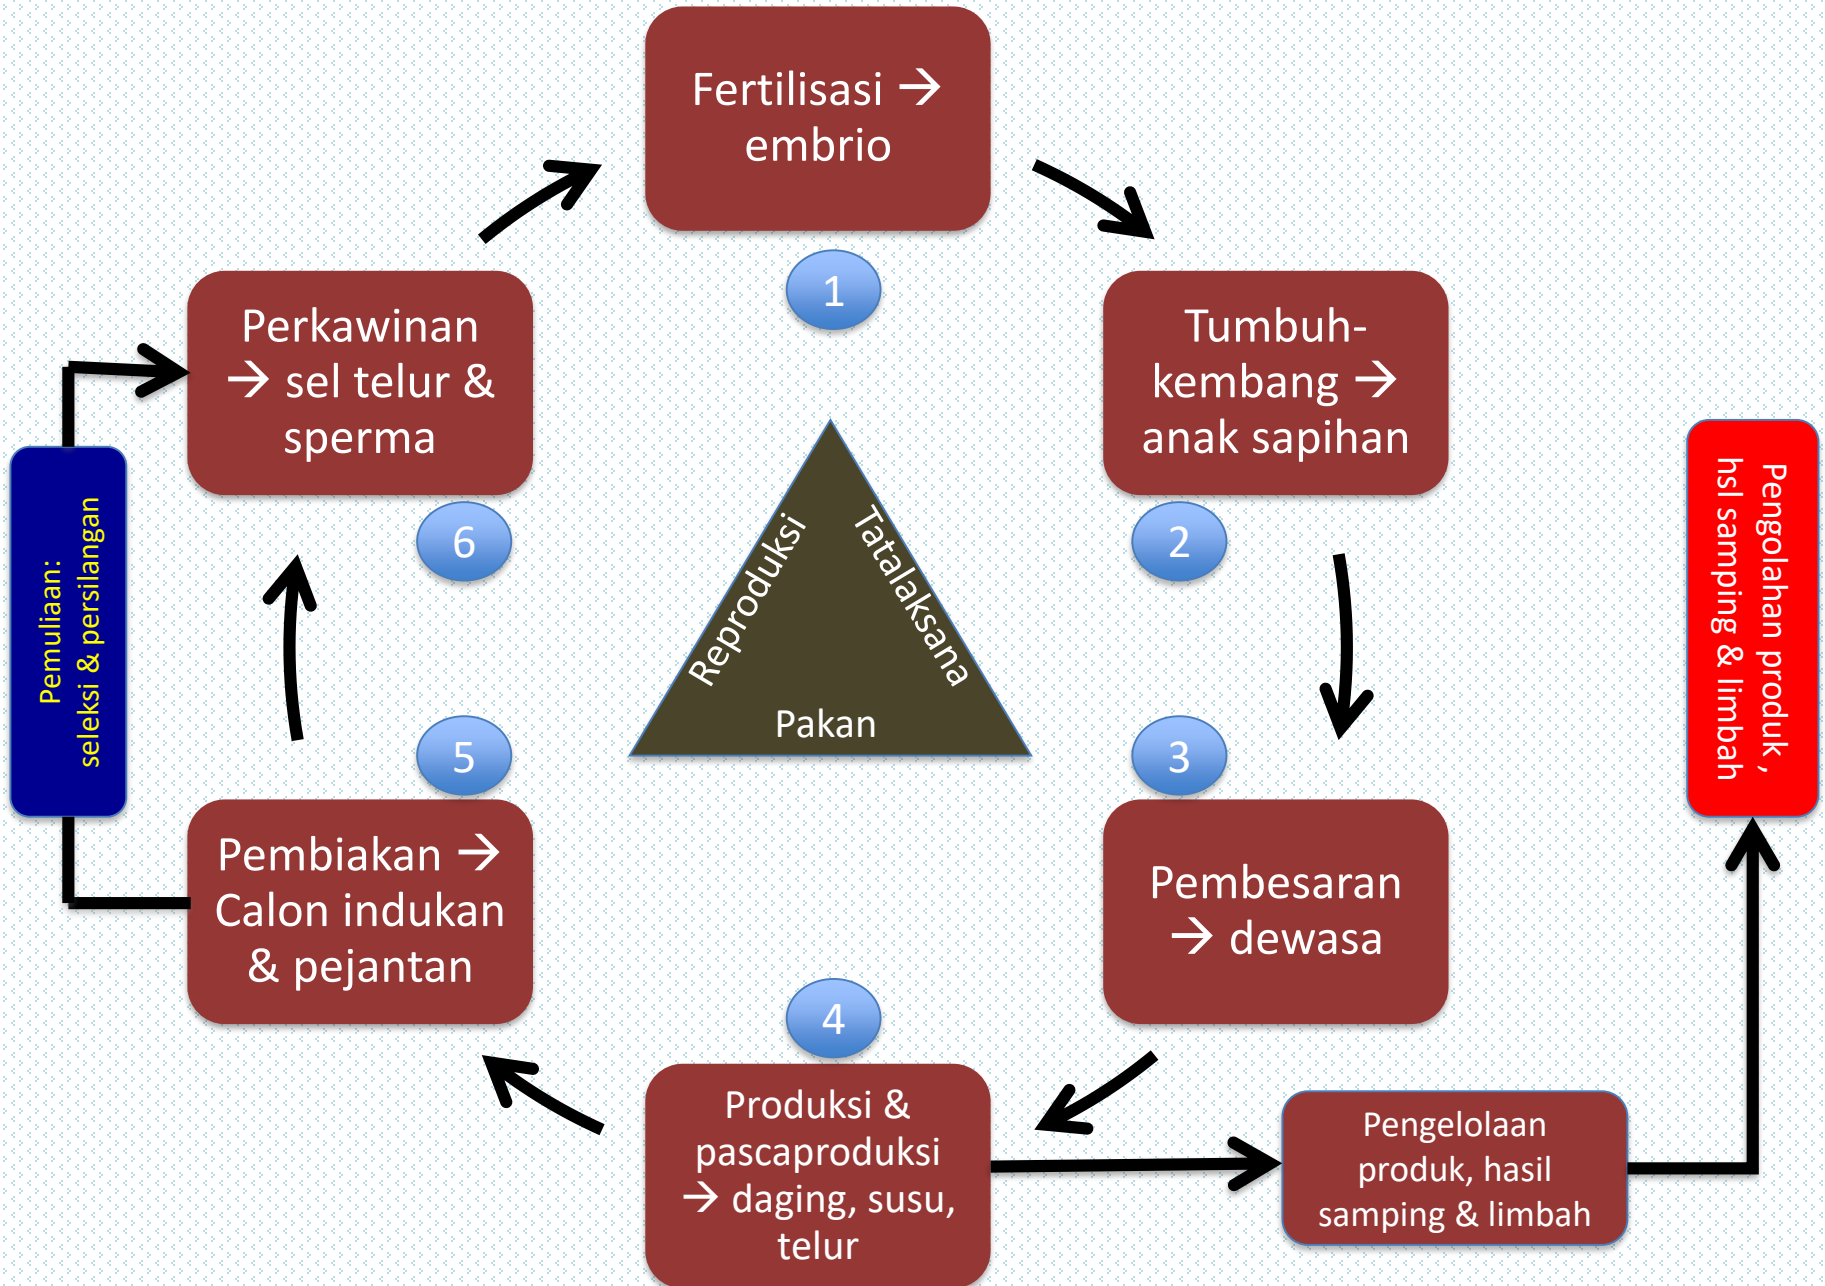 Fertilisasi →
embrio
1
Tumbuh-
kembang →
anak sapihan
2
3
Pembesaran
→ dewasa
4
Produksi &
pascaproduksi
→ daging, susu,
telur
Pengelolaan
produk, hasil
samping & limbah
Pengolahan produk ,
hsl samping & limbah
5
Pembiakan →
Calon indukan
& pejantan
Pemuliaan:
seleksi & persilangan
Perkawinan
→ sel telur &
sperma
6
Reproduksi
Tatalaksana
Pakan